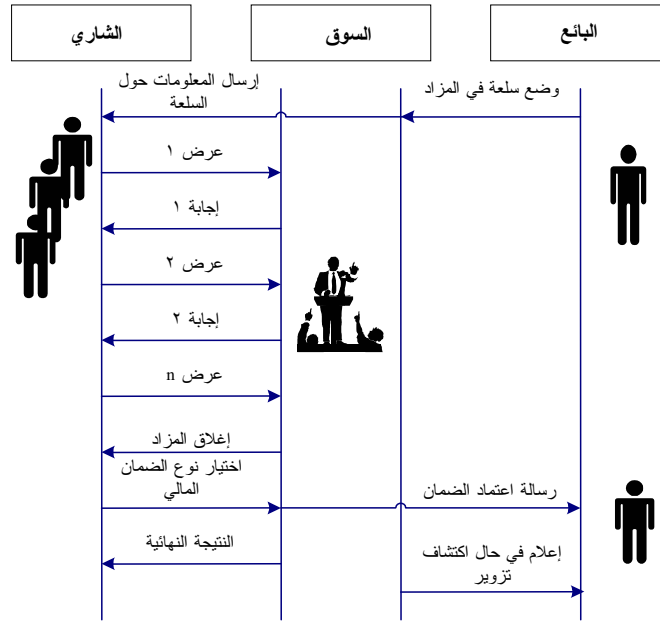 البائع
السوق
الشاري
وضع سلعة في المزاد
إرسال المعلومات حول
السلعة
عرض ١
إجابة ١
عرض ٢
إجابة ٢
عرض n
إغلاق المزاد
اختيار نوع الضمان
المالي
رسالة اعتماد الضمان
النتيجة النهائية
إعلام في حال اكتشاف
تزوير